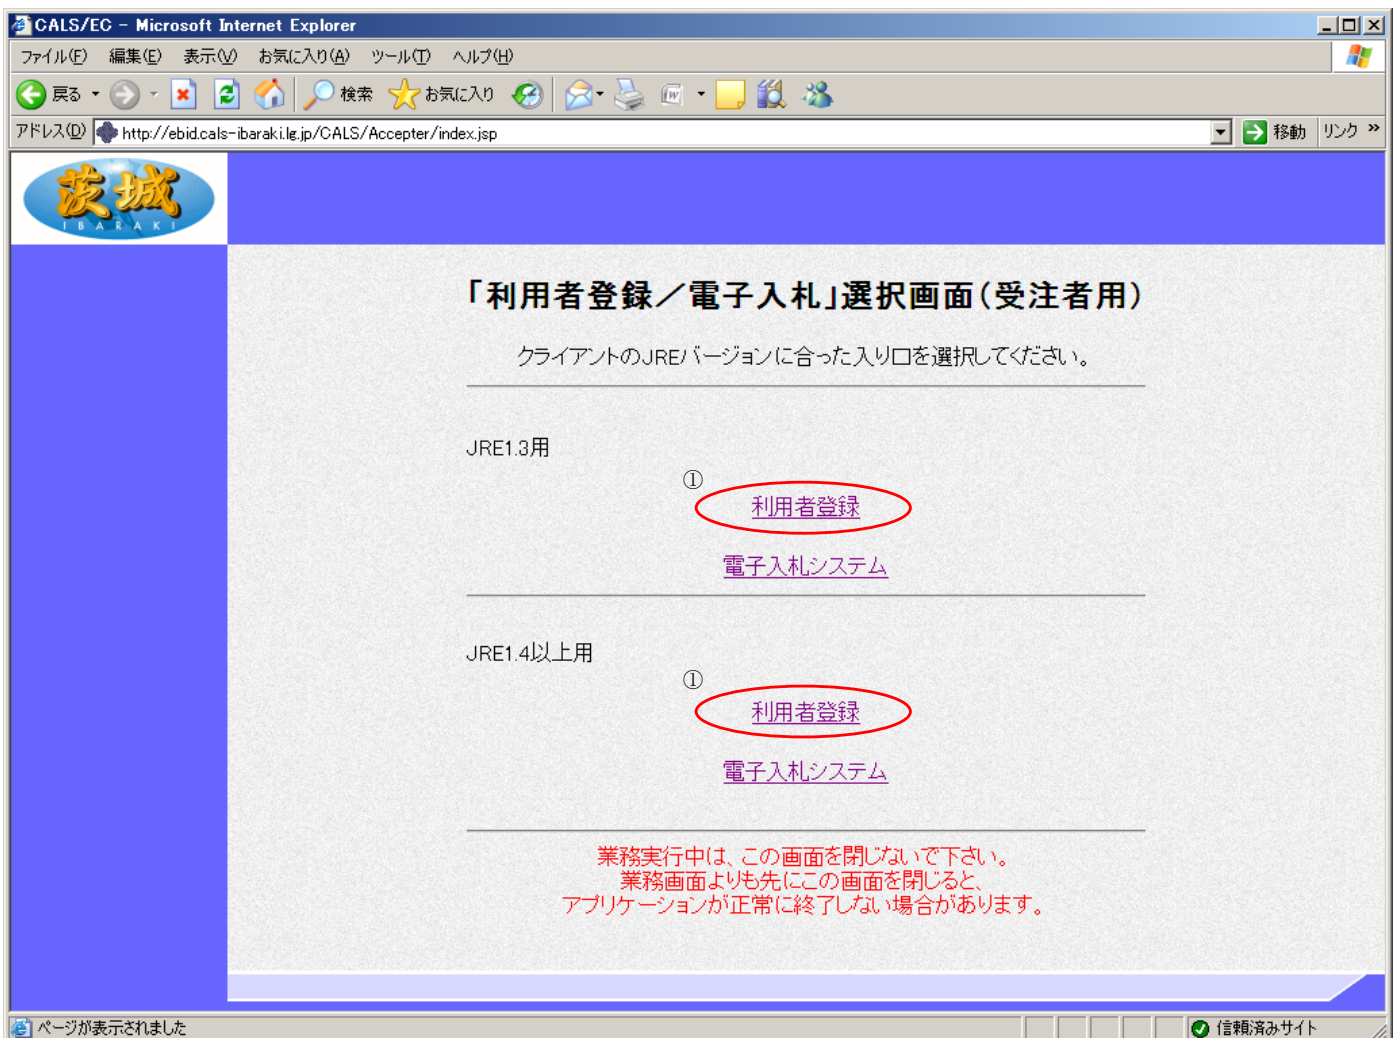 CALS/EC - Microsoft Internet Explorer
ファイル(F) 編集(E) 表示(V) お気に入り(A) ツール(T) ヘルプ(H)
戻る 検索 お気に入り
アドレス(D) http://ebid.cals-ibaraki.lg.jp/CALS/Accepter/index.jsp 移動 リンク »
茨城
IBARAKI
「利用者登録／電子入札」選択画面(受注者用)
クライアントのJREバージョンに合った入り口を選択してください。
JRE1.3用
①
利用者登録
電子入札システム
JRE1.4以上用
①
利用者登録
電子入札システム
業務実行中は、この画面を閉じないで下さい。
業務画面よりも先にこの画面を閉じると、
アプリケーションが正常に終了しない場合があります。
ページが表示されました 信頼済みサイト